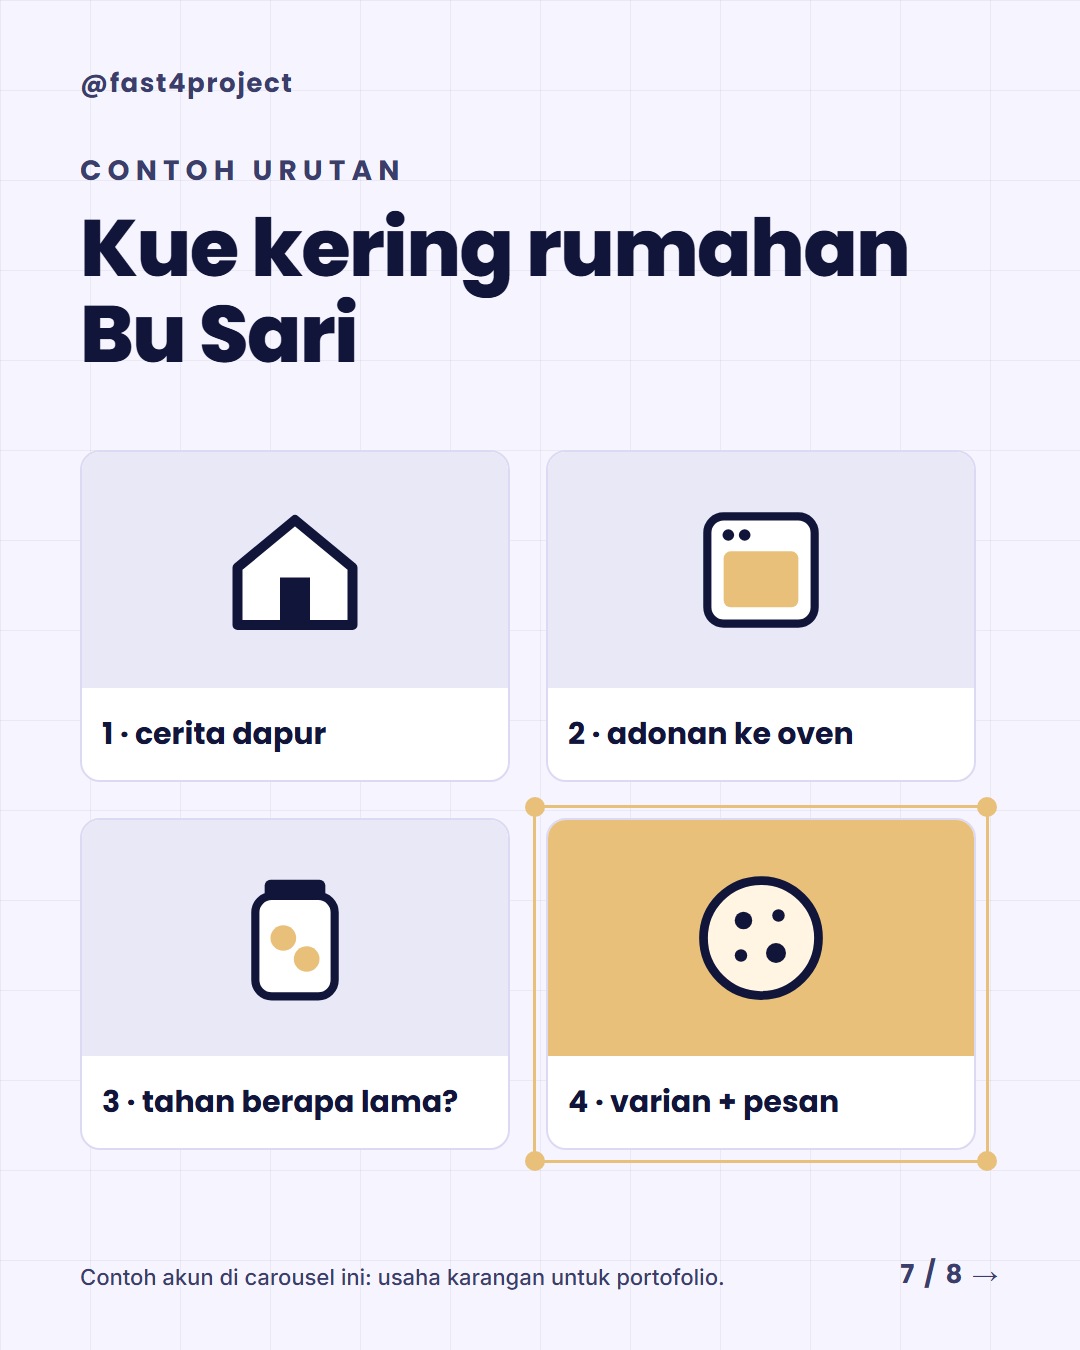 @fast4project
CONTOH URUTAN
Kue kering rumahan
Bu Sari
1 · cerita dapur
2 · adonan ke oven
3 · tahan berapa lama?
4 · varian + pesan
Contoh akun di carousel ini: usaha karangan untuk portofolio.
7 / 8 →